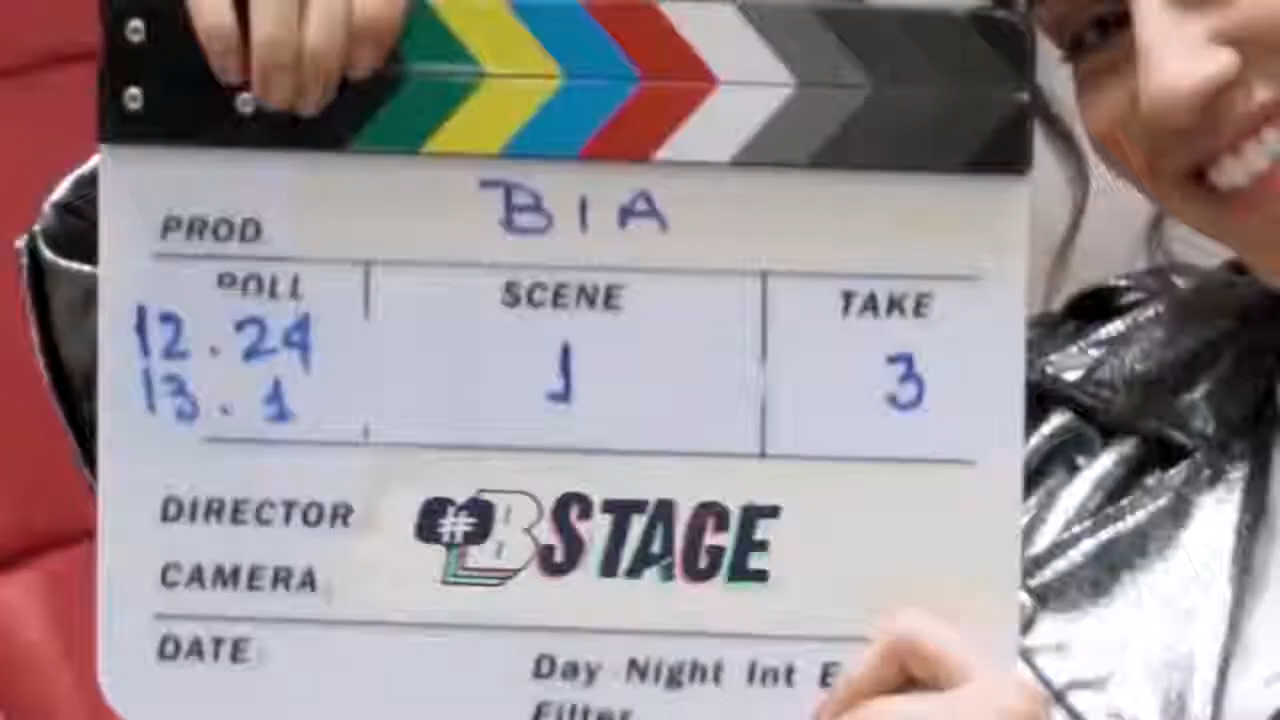 BIA
PROD.
ROLL SCENE TAKE
12.24 1 3
13.1
DIRECTOR
#BSTAGE
CAMERA
DATE
Day Night Int
Filter